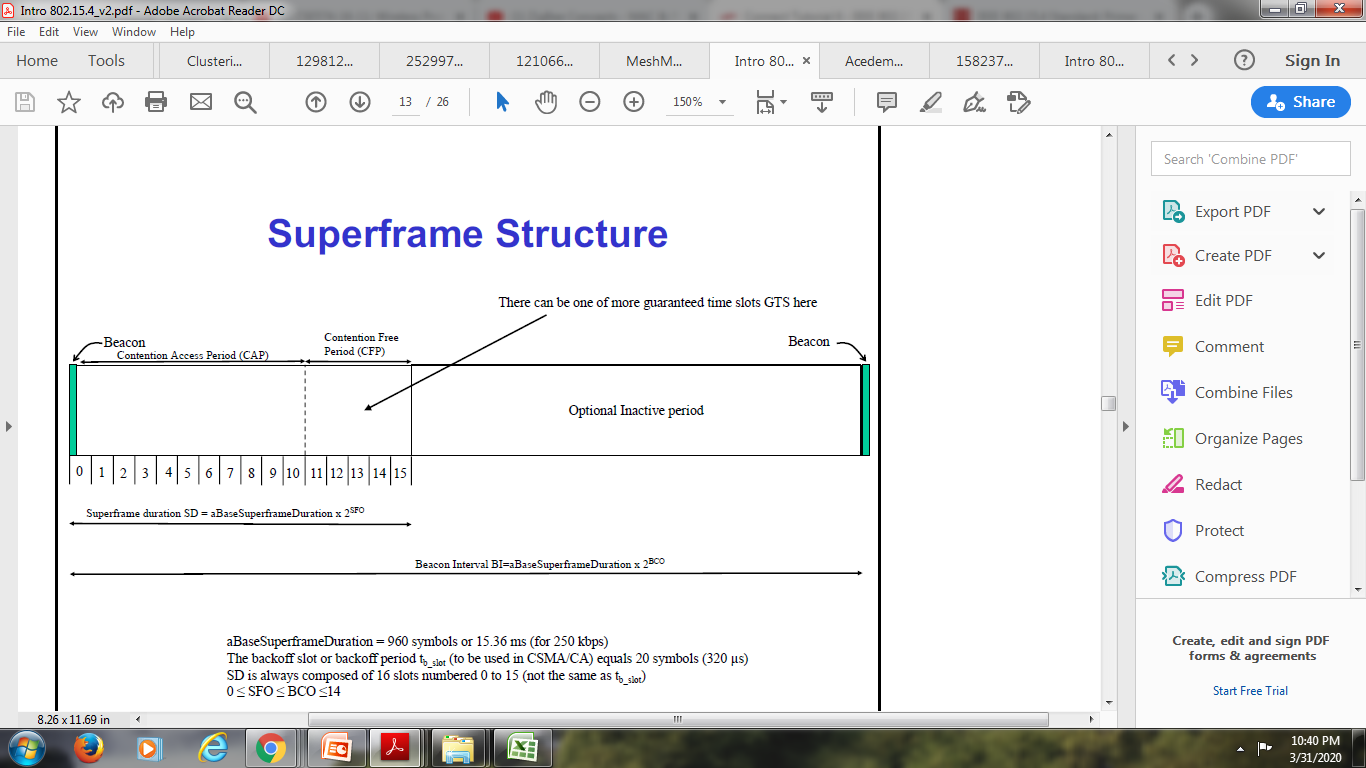 Intro 802.15.4_v2.pdf - Adobe Acrobat Reader DC
File Edit View Window Help
Home Tools Clusteri... 129812... 252997... 121066... MeshM... Intro 80... × Acedem... 158237... Intro 80... Sign In
13 / 26 150% Share
Superframe Structure
There can be one of more guaranteed time slots GTS here
Contention Free
Period (CFP)
Beacon
Contention Access Period (CAP)
Beacon
Optional Inactive period
0 1 2 3 4 5 6 7 8 9 10 11 12 13 14 15
Superframe duration SD = aBaseSuperframeDuration x 2^SFO
Beacon Interval BI=aBaseSuperframeDuration x 2^BCO
aBaseSuperframeDuration = 960 symbols or 15.36 ms (for 250 kbps)
The backoff slot or backoff period t_b_slot (to be used in CSMA/CA) equals 20 symbols (320 µs)
SD is always composed of 16 slots numbered 0 to 15 (not the same as t_b_slot)
0 ≤ SFO ≤ BCO ≤14
8.26 x 11.69 in
Search 'Combine PDF'
Export PDF
Create PDF
Edit PDF
Comment
Combine Files
Organize Pages
Redact
Protect
Compress PDF
Create, edit and sign PDF
forms & agreements
Start Free Trial
10:40 PM
3/31/2020